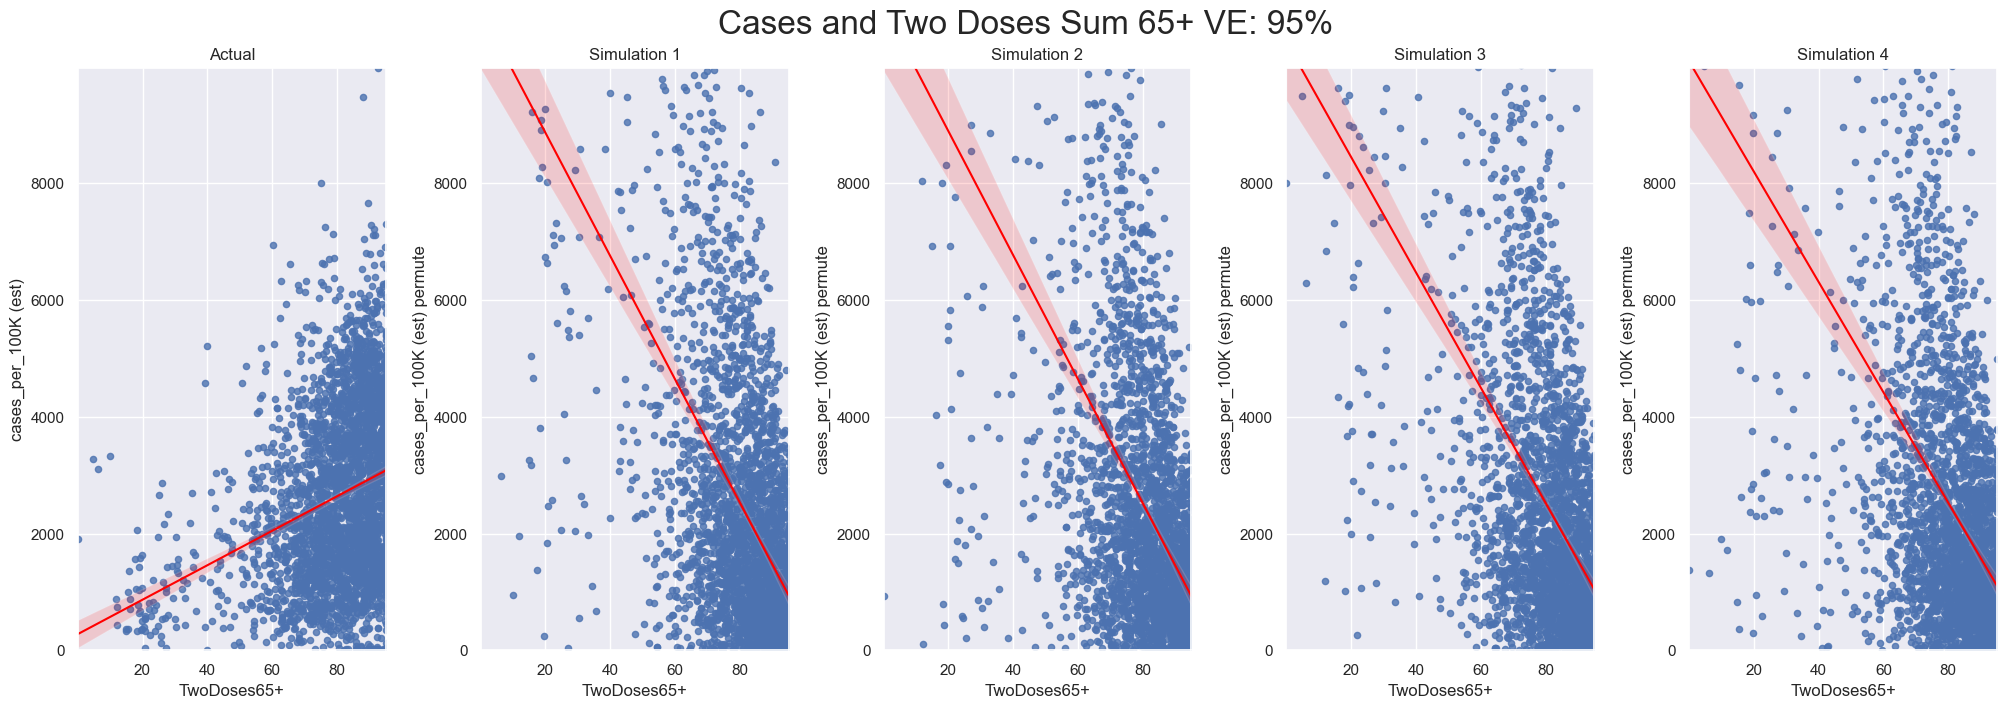 Cases and Two Doses Sum 65+ VE: 95%
Actual
cases_per_100K (est)
8000
6000
4000
2000
0
20 40 60 80
TwoDoses65+
Simulation 1
cases_per_100K (est) permute
8000
6000
4000
2000
0
20 40 60 80
TwoDoses65+
Simulation 2
cases_per_100K (est) permute
8000
6000
4000
2000
0
20 40 60 80
TwoDoses65+
Simulation 3
cases_per_100K (est) permute
8000
6000
4000
2000
0
20 40 60 80
TwoDoses65+
Simulation 4
cases_per_100K (est) permute
8000
6000
4000
2000
0
20 40 60 80
TwoDoses65+